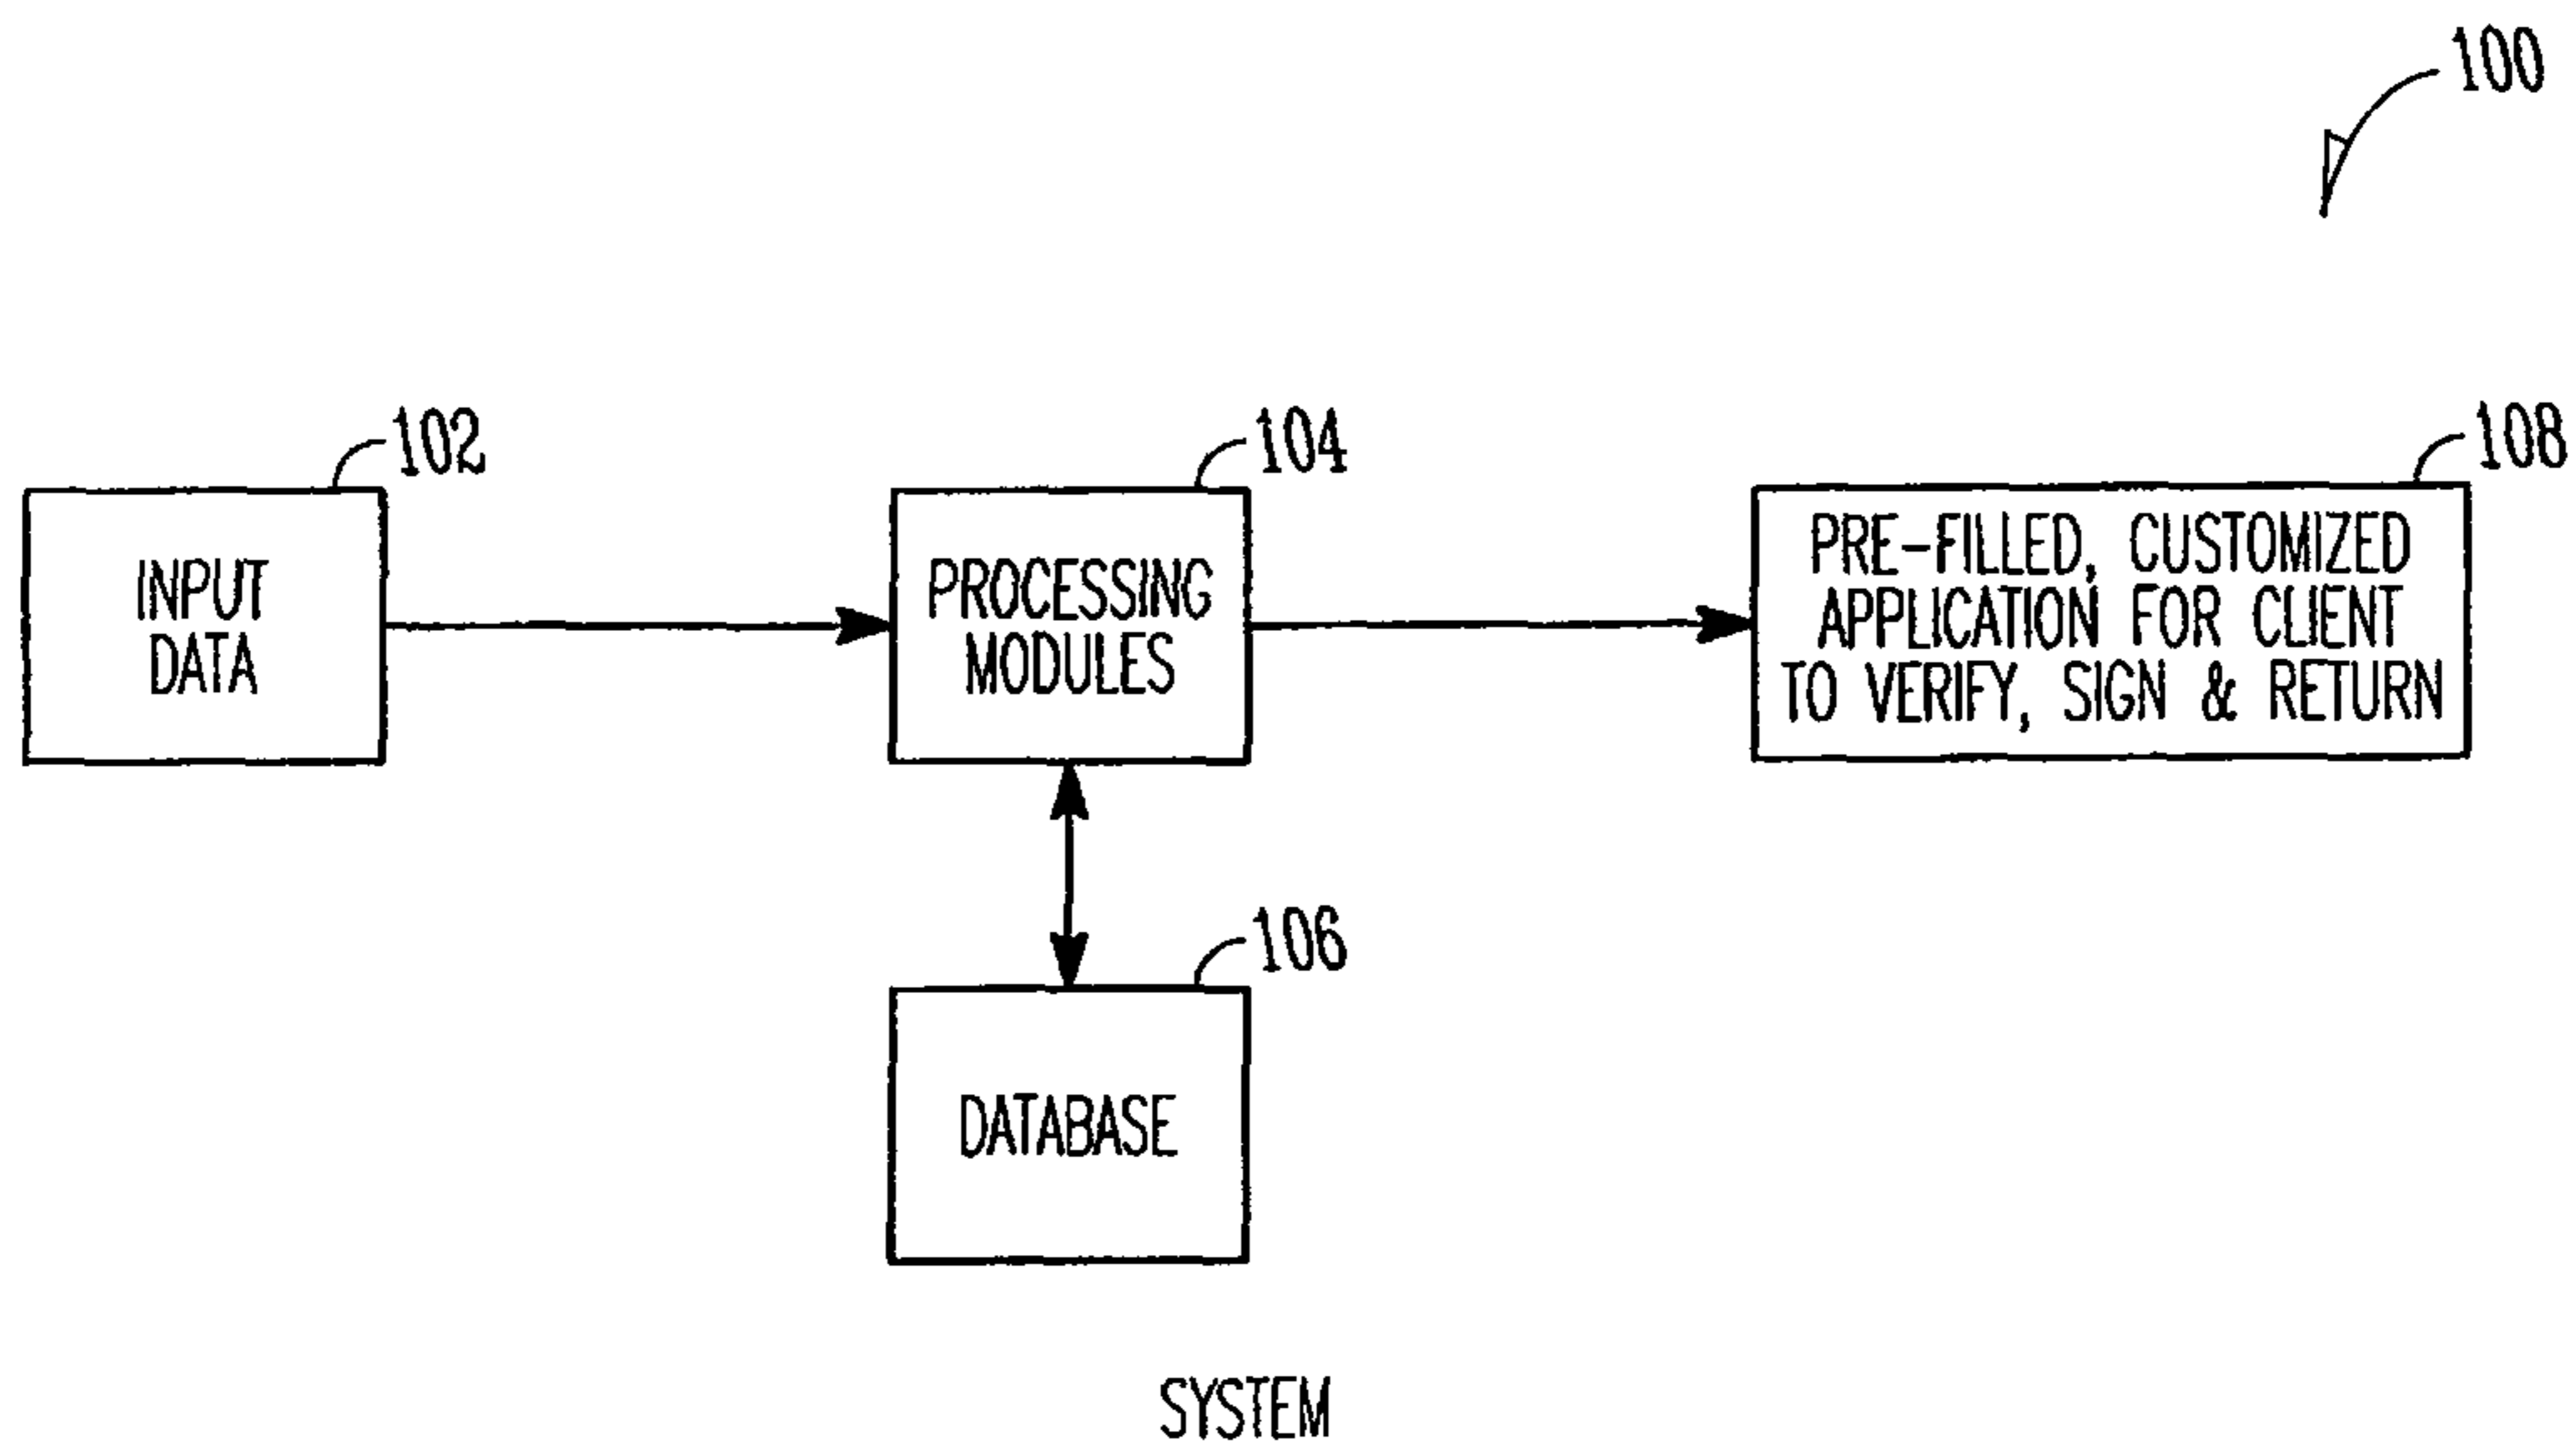 100
102
INPUT
DATA
104
PROCESSING
MODULES
108
PRE-FILLED, CUSTOMIZED
APPLICATION FOR CLIENT
TO VERIFY, SIGN & RETURN
106
DATABASE
SYSTEM